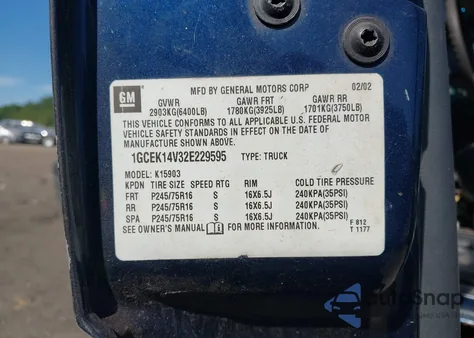 GM
MFD BY GENERAL MOTORS CORP 02/02
GVWR GAWR FRT GAWR RR
2903KG(6400LB) 1780KG(3925LB) 1701KG(3750LB)
THIS VEHICLE CONFORMS TO ALL APPLICABLE U.S. FEDERAL MOTOR
VEHICLE SAFETY STANDARDS IN EFFECT ON THE DATE OF
MANUFACTURE SHOWN ABOVE.
1GCEK14V32E229595 TYPE: TRUCK
MODEL: K15903
KPDN TIRE SIZE SPEED RTG RIM COLD TIRE PRESSURE
FRT P245/75R16 S 16X6.5J 240KPA(35PSI)
RR P245/75R16 S 16X6.5J 240KPA(35PSI)
SPA P245/75R16 S 16X6.5J 240KPA(35PSI)
SEE OWNER'S MANUAL FOR MORE INFORMATION.
F 812
T 1177
AutoSnap